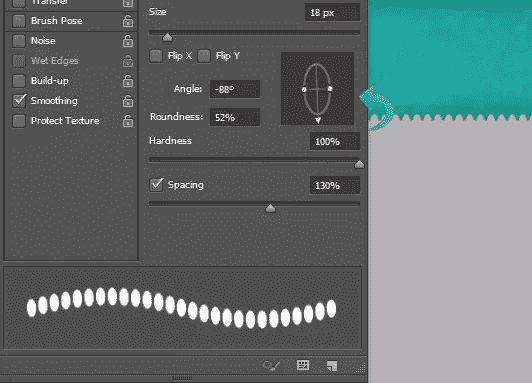 Transfer
Size 18 px
Brush Pose
Noise
Flip X Flip Y
Wet Edges
Build-up
Angle: -88º
Smoothing
Roundness: 52%
Protect Texture
Hardness 100%
Spacing 130%